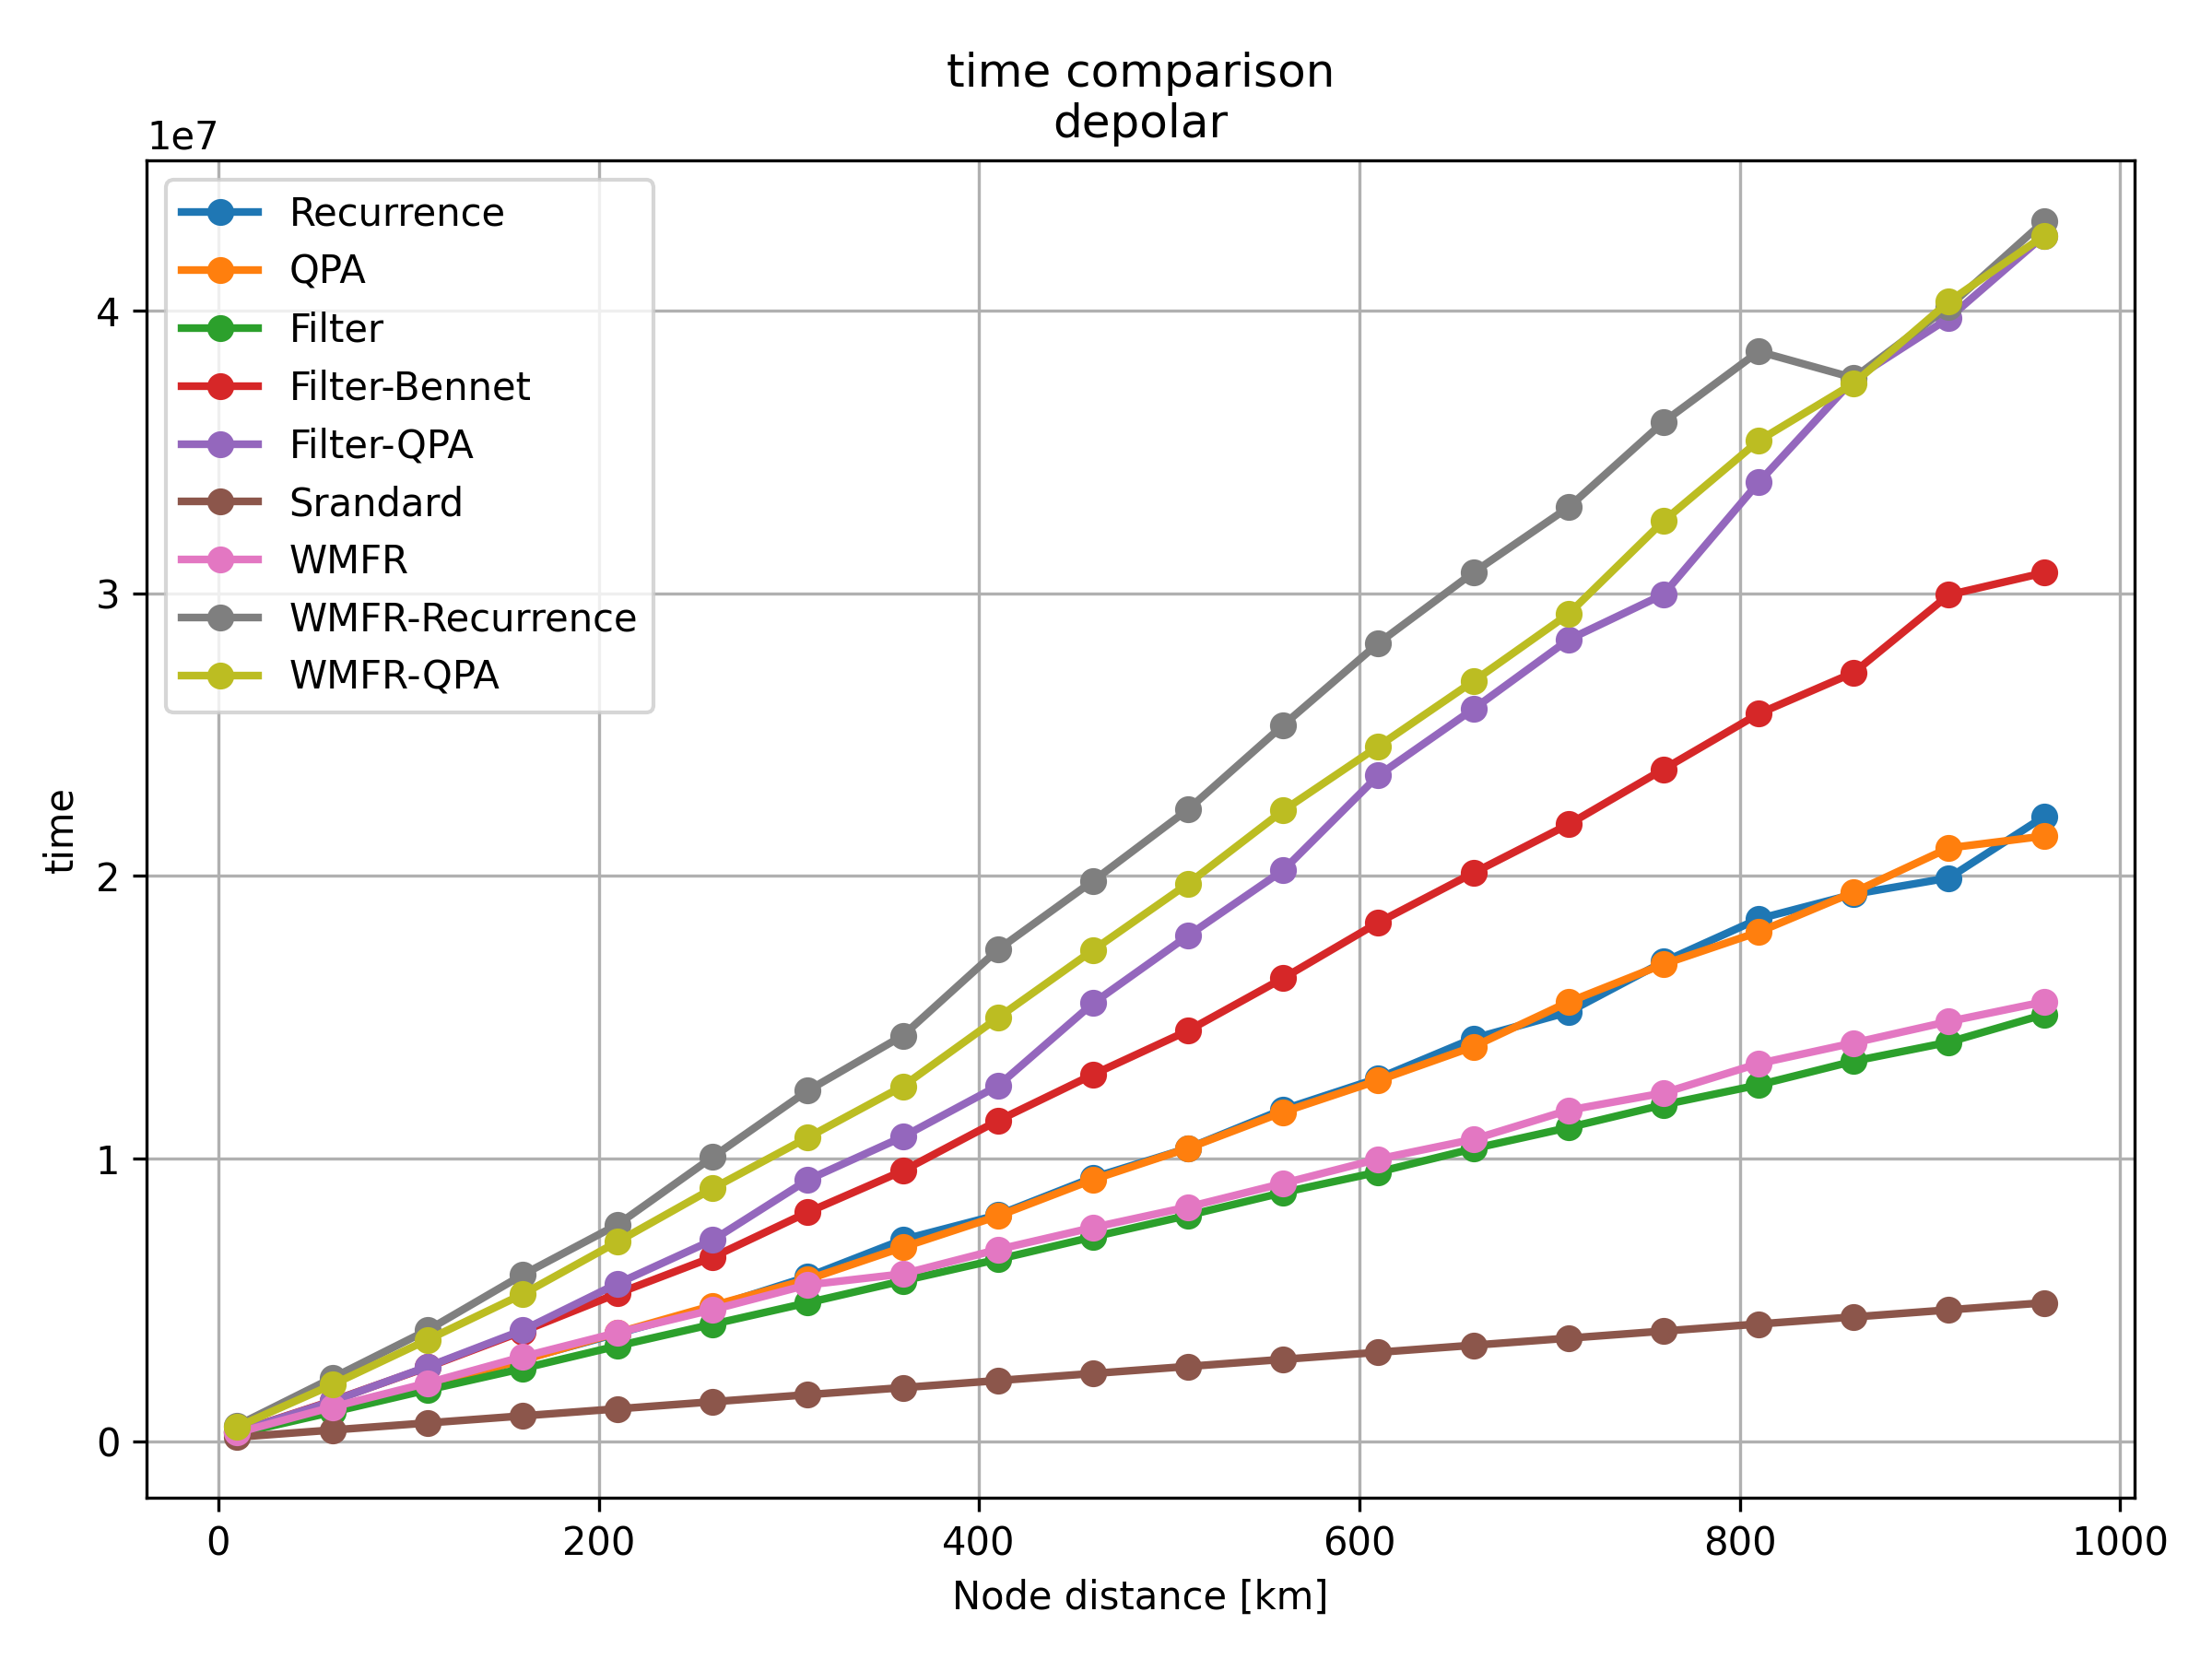 time comparison
depolar
1e7
Recurrence
QPA
Filter
Filter-Bennet
Filter-QPA
Srandard
WMFR
WMFR-Recurrence
WMFR-QPA
4
3
2
1
0
time
0 200 400 600 800 1000
Node distance [km]